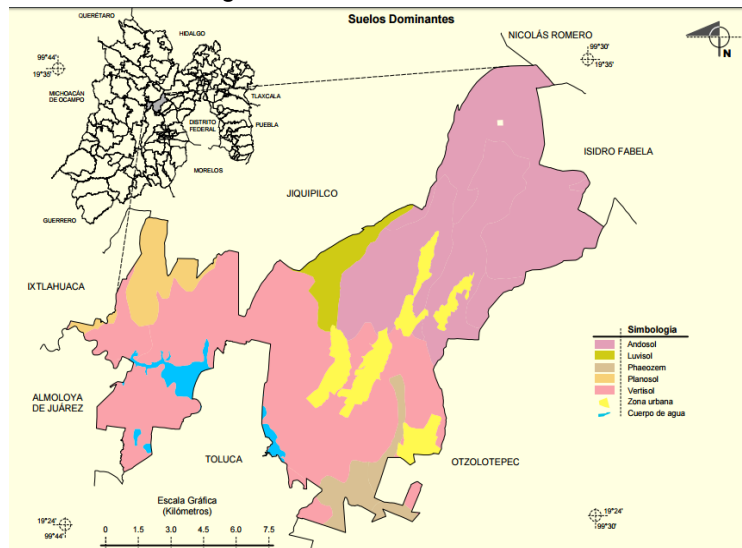 Suelos Dominantes
QUERÉTARO
HIDALGO
NICOLÁS ROMERO
99°44'
19°35'
99°30'
19°35'
N
MICHOACÁN
DE OCAMPO
TLAXCALA
DISTRITO
FEDERAL
PUEBLA
MORELOS
GUERRERO
ISIDRO FABELA
JIQUIPILCO
IXTLAHUACA
ALMOLOYA
DE JUÁREZ
TOLUCA
OTZOLOTEPEC
Simbología
Andosol
Luvisol
Phaeozem
Planosol
Vertisol
Zona urbana
Cuerpo de agua
Escala Gráfica
(Kilómetros)
0 1.5 3.0 4.5 6.0 7.5
19°24'
99°44'
19°24'
99°30'